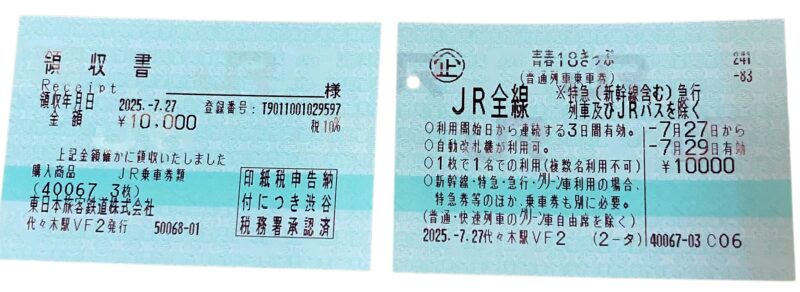 領収書
Receipt
様
領収年月日 2025.-7.27 登録番号:T9011001029597
金額 ¥10,000 税10%
上記金額確かに領収いたしました
購入商品 JR乗車券類
(40067 3枚)
東日本旅客鉄道株式会社
代々木駅VF2発行 50068-01
印紙税申告納
付につき渋谷
税務署承認済
企 青春18きっぷ 241
(普通列車乗車券) -83
JR全線 ※特急(新幹線含む)急行
列車及びJRバスを除く
○利用開始日から連続する3日間有効。 -7月27日から
○自動改札機が利用可。 -7月29日有効
○1枚で1名での利用(複数名利用不可) ¥10000
○新幹線・特急・急行・グリーン車利用の場合、
特急券等のほか、乗車券も別に必要。
(普通・快速列車のグリーン車自由席を除く)
2025.-7.27代々木駅VF2 (2-タ) 40067-03 C06